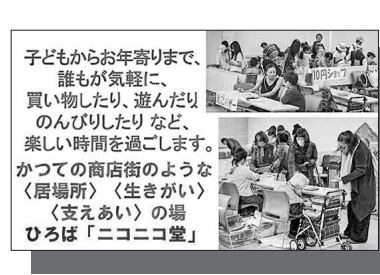 子どもからお年寄りまで、
誰もが気軽に、
買い物したり、遊んだり
のんびりしたり など、
楽しい時間を過ごします。
かつての商店街のような
〈居場所〉 〈生きがい〉
〈支えあい〉 の場
ひろば 「ニコニコ堂」
10円ショップ